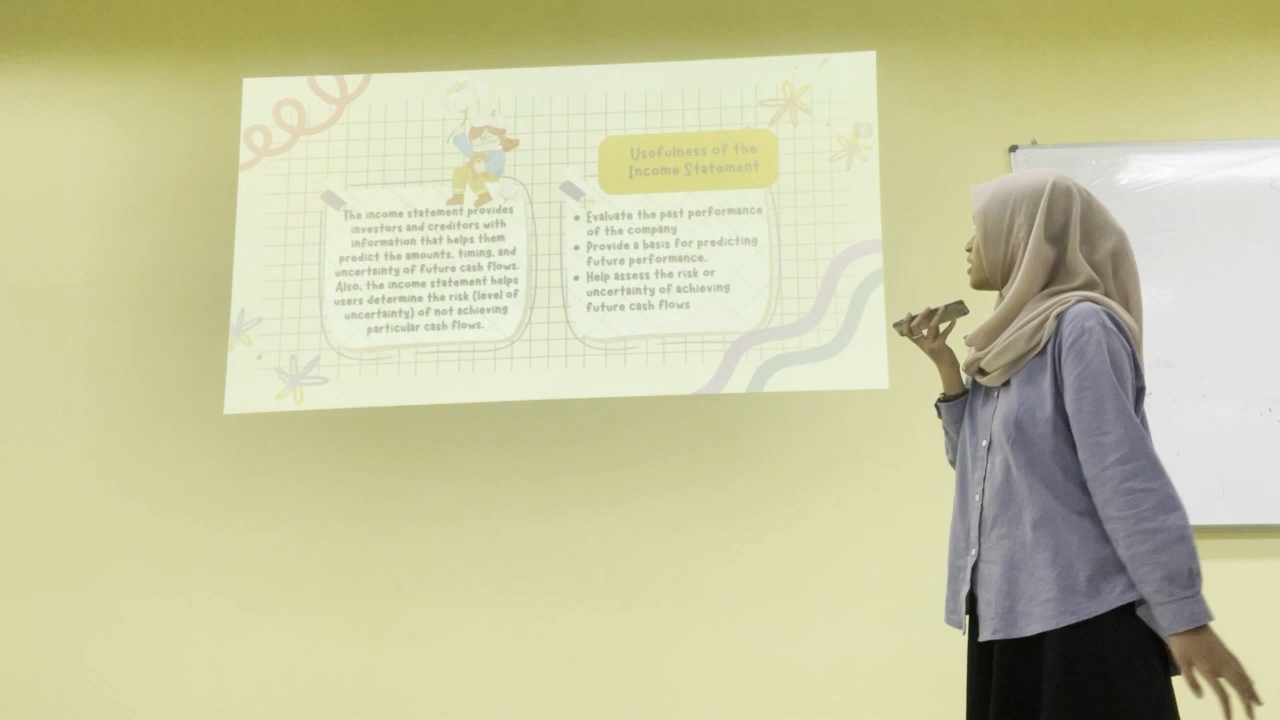 The income statement provides
investors and creditors with
information that helps them
predict the amounts, timing, and
uncertainty of future cash flows.
Also, the income statement helps
users determine the risk (level of
uncertainty) of not achieving
particular cash flows.
Usefulness of the
Income Statement
• Evaluate the past performance
of the company
• Provide a basis for predicting
future performance.
• Help assess the risk or
uncertainty of achieving
future cash flows